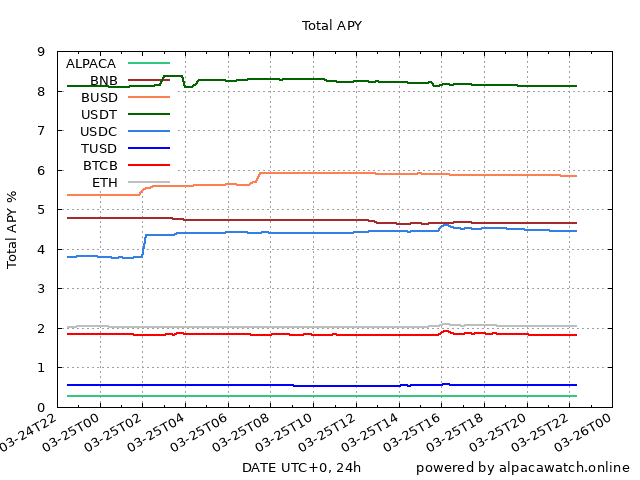 Total APY
9
8
7
6
5
4
3
2
1
0
Total APY %
ALPACA
BNB
BUSD
USDT
USDC
TUSD
BTCB
ETH
03-24T22
03-25T00
03-25T02
03-25T04
03-25T06
03-25T08
03-25T10
03-25T12
03-25T14
03-25T16
03-25T18
03-25T20
03-25T22
03-26T00
DATE UTC+0, 24h
powered by alpacawatch.online